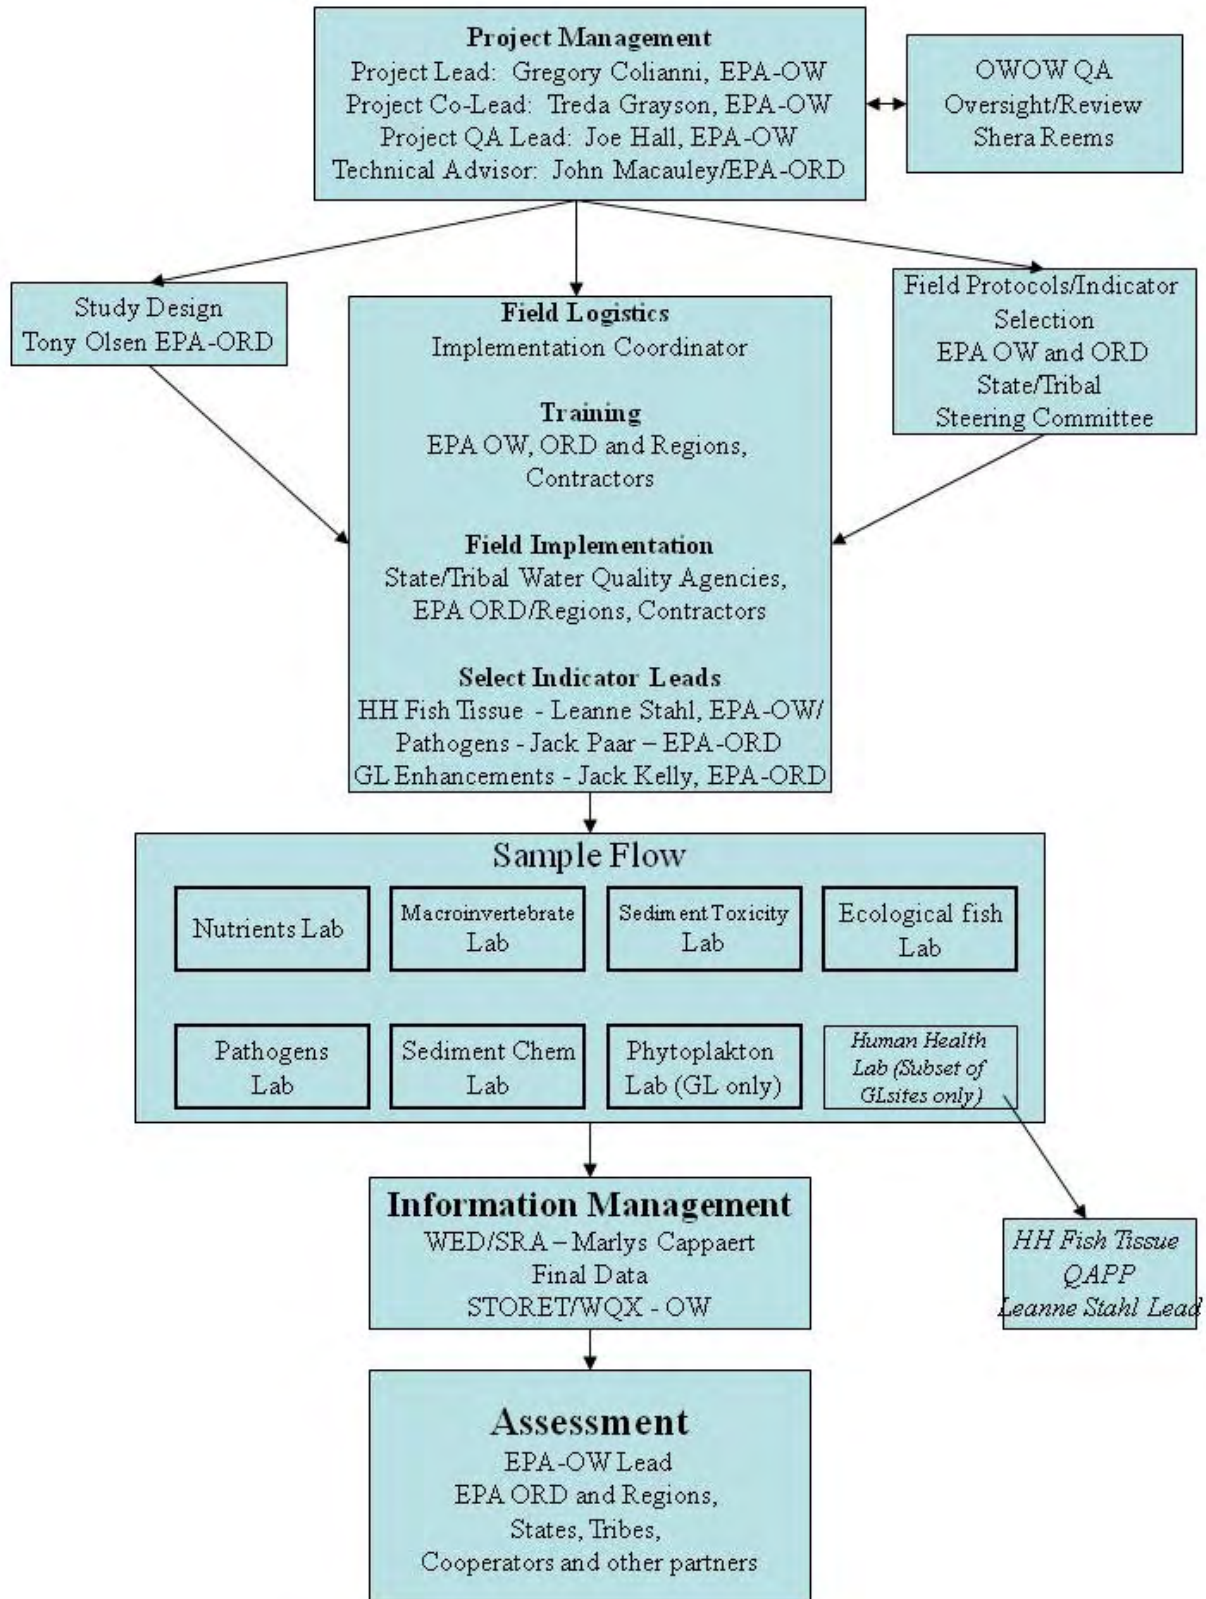 Project Management
Project Lead: Gregory Colianni, EPA-OW
Project Co-Lead: Treda Grayson, EPA-OW
Project QA Lead: Joe Hall, EPA-OW
Technical Advisor: John Macauley/EPA-ORD
OWOW QA
Oversight/Review
Shera Reems
Study Design
Tony Olsen EPA-ORD
Field Logistics
Implementation Coordinator
Training
EPA OW, ORD and Regions,
Contractors
Field Implementation
State/Tribal Water Quality Agencies,
EPA ORD/Regions, Contractors
Select Indicator Leads
HH Fish Tissue - Leanne Stahl, EPA-OW/
Pathogens - Jack Paar – EPA-ORD
GL Enhancements - Jack Kelly, EPA-ORD
Field Protocols/Indicator
Selection
EPA OW and ORD
State/Tribal
Steering Committee
Sample Flow
Nutrients Lab
Macroinvertebrate
Lab
Sediment Toxicity
Lab
Ecological fish
Lab
Pathogens
Lab
Sediment Chem
Lab
Phytoplakton
Lab (GL only)
Human Health
Lab (Subset of
GLsites only)
Information Management
WED/SRA – Marlys Cappaert
Final Data
STORET/WQX - OW
HH Fish Tissue
QAPP
Leanne Stahl Lead
Assessment
EPA-OW Lead
EPA ORD and Regions,
States, Tribes,
Cooperators and other partners